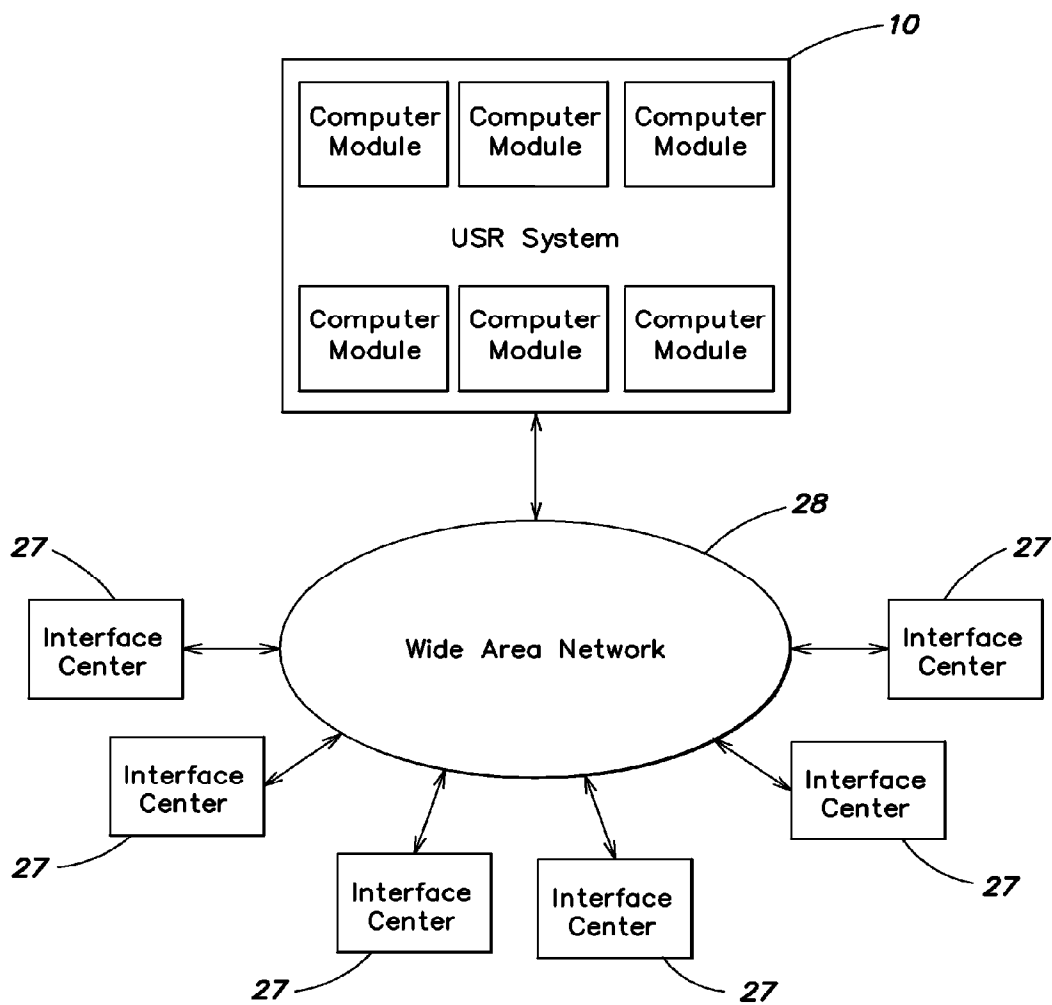 10
Computer Computer Computer
Module Module Module
USR System
Computer Computer Computer
Module Module Module
28
27
27
Interface
Center
Wide Area Network
Interface
Center
Interface
Center
Interface
Center
27
Interface
Center
Interface
Center
27
27
27